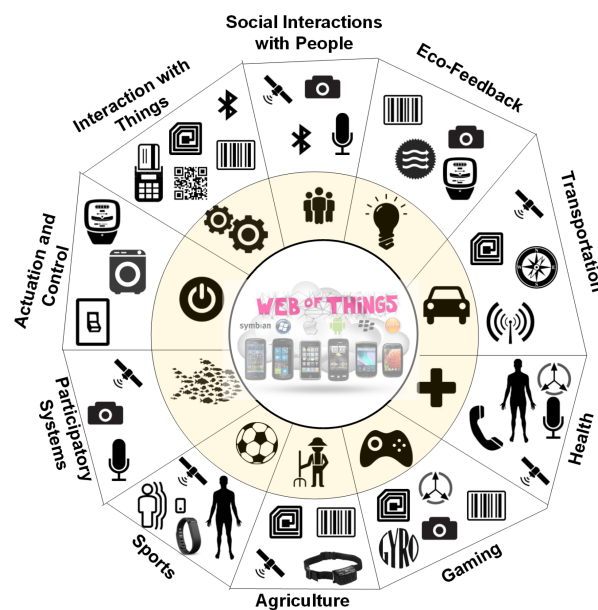 Social Interactions
with People
Eco-Feedback
Transportation
Health
Gaming
Agriculture
Sports
Participatory
Systems
Actuation and
Control
Interaction with
Things
WEB OF THINGS
symbian
GYRO